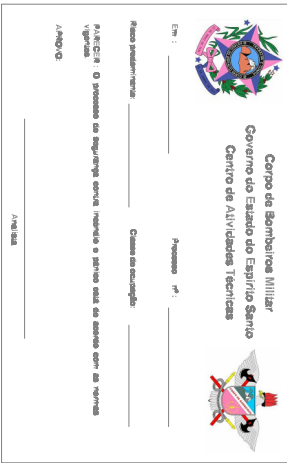 Corpo de Bombeiros Militar
Governo do Estado do Espírito Santo
Centro de Atividades Técnicas
Em :
Processo nº :
Risco predominante:
Classe de ocupação:
PARECER : O processo de segurança contra incêndio e pânico está de acordo com as normas
vigentes.
APROVO:
Analista